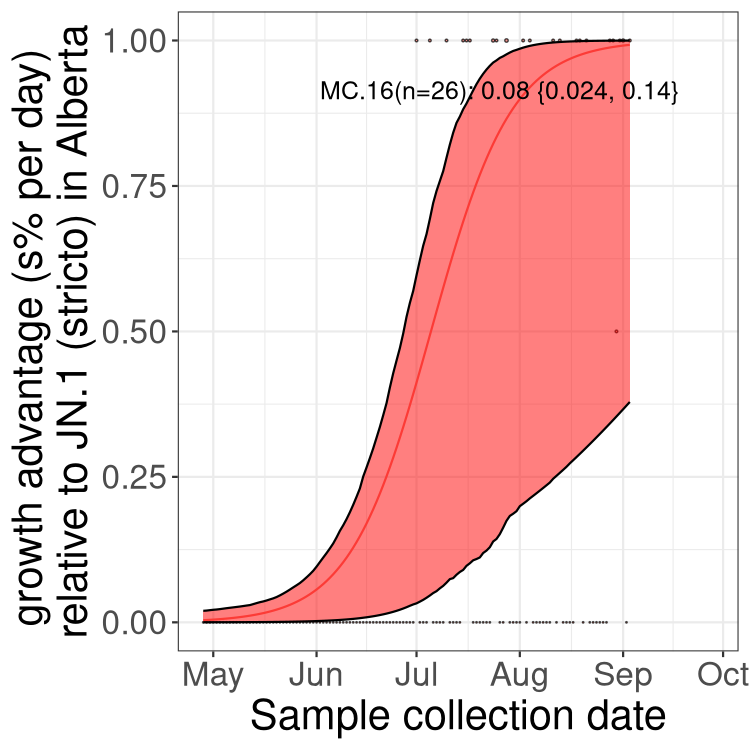 growth advantage (s% per day)
relative to JN.1 (stricto) in Alberta
1.00
0.75
0.50
0.25
0.00
MC.16(n=26): 0.08 {0.024, 0.14}
May Jun Jul Aug Sep Oct
Sample collection date